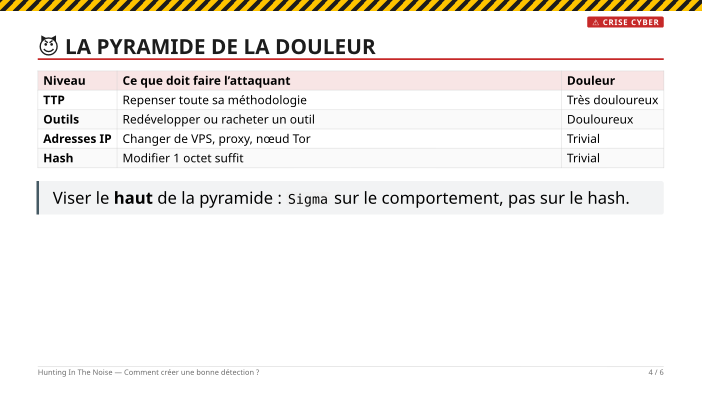 ⚠ CRISE CYBER
😈 LA PYRAMIDE DE LA DOULEUR
Niveau Ce que doit faire l’attaquant Douleur
TTP Repenser toute sa méthodologie Très douloureux
Outils Redévelopper ou racheter un outil Douloureux
Adresses IP Changer de VPS, proxy, nœud Tor Trivial
Hash Modifier 1 octet suffit Trivial
Viser le haut de la pyramide : Sigma sur le comportement, pas sur le hash.
Hunting In The Noise — Comment créer une bonne détection ? 4 / 6